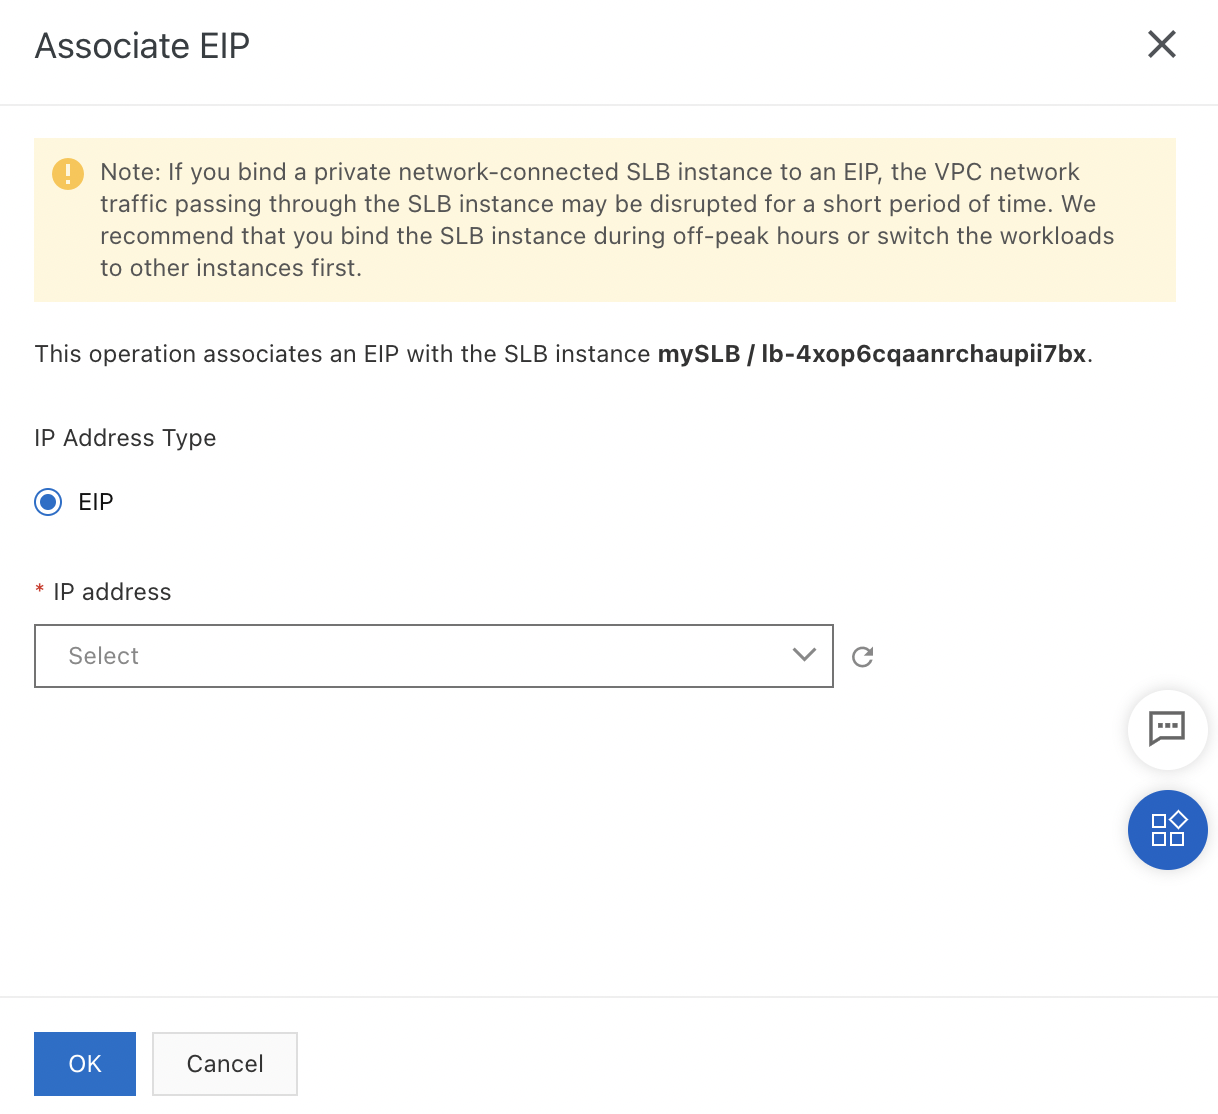 Associate EIP
Note: If you bind a private network-connected SLB instance to an EIP, the VPC network
traffic passing through the SLB instance may be disrupted for a short period of time. We
recommend that you bind the SLB instance during off-peak hours or switch the workloads
to other instances first.
This operation associates an EIP with the SLB instance mySLB / lb-4xop6cqaanrchaupii7bx.
IP Address Type
EIP
* IP address
Select
OK
Cancel